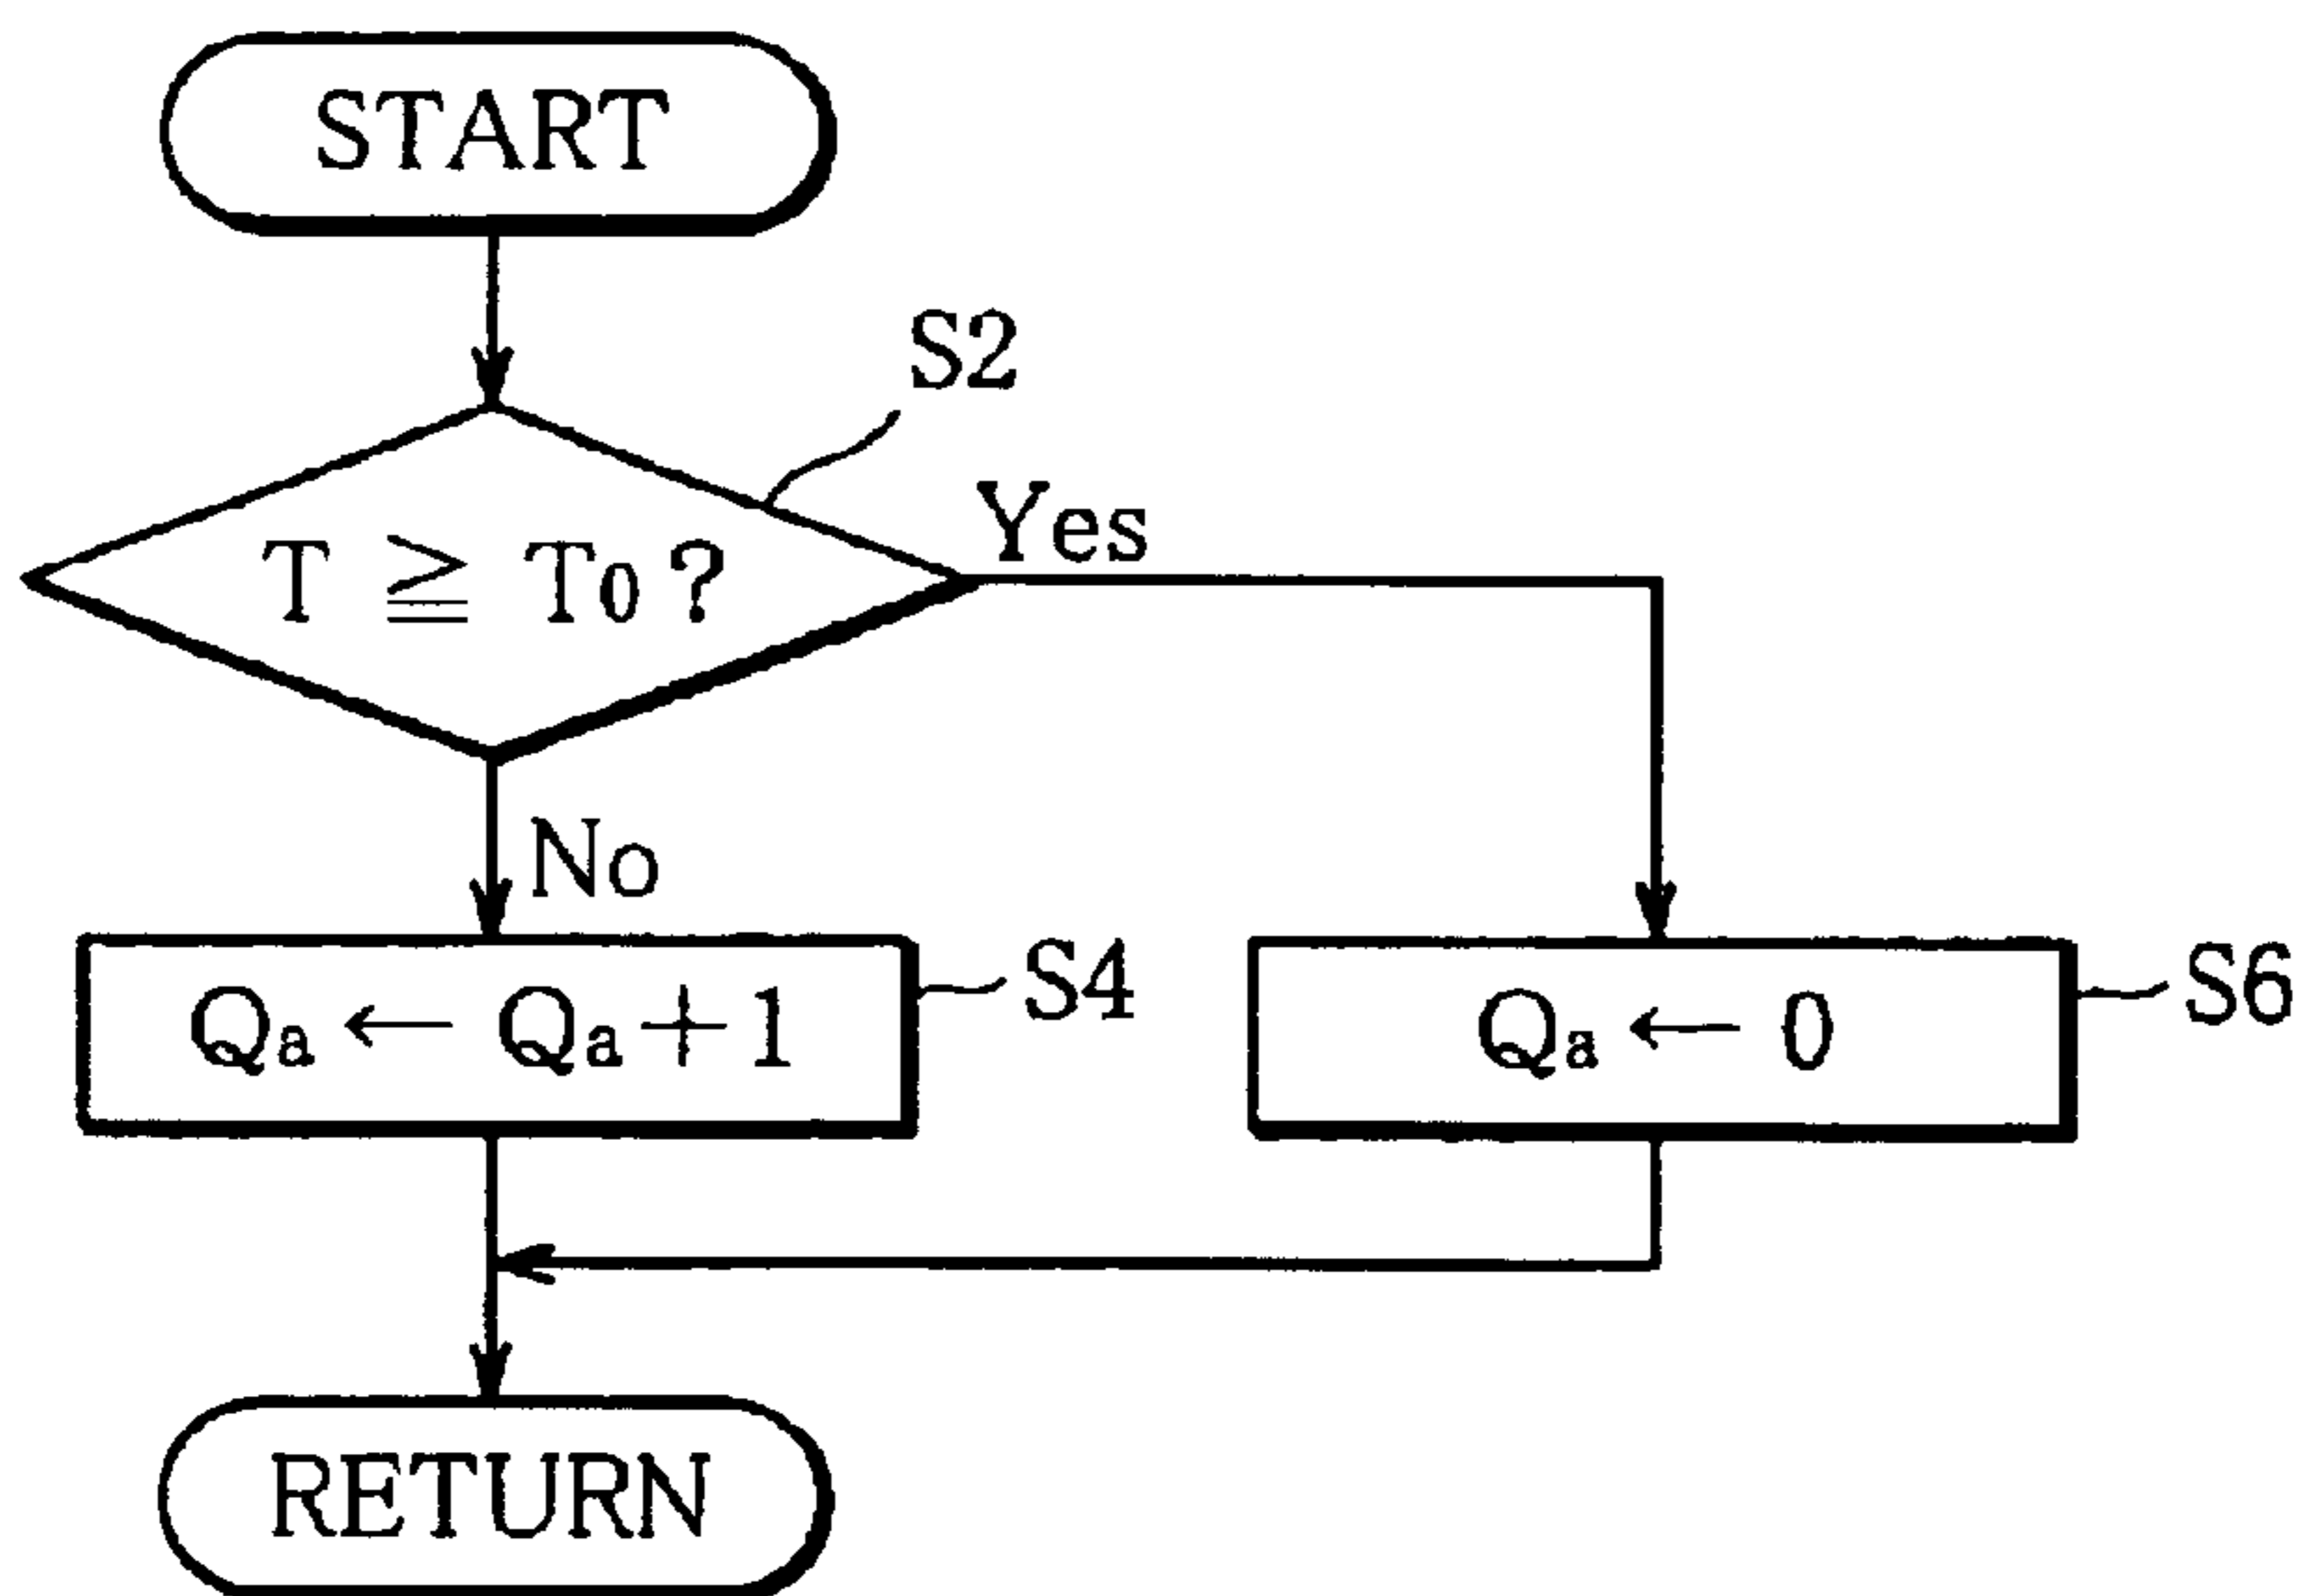 START
S2
T ≧ T0 ?
Yes
No
Qa ← Qa + 1
S4
Qa ← 0
S6
RETURN